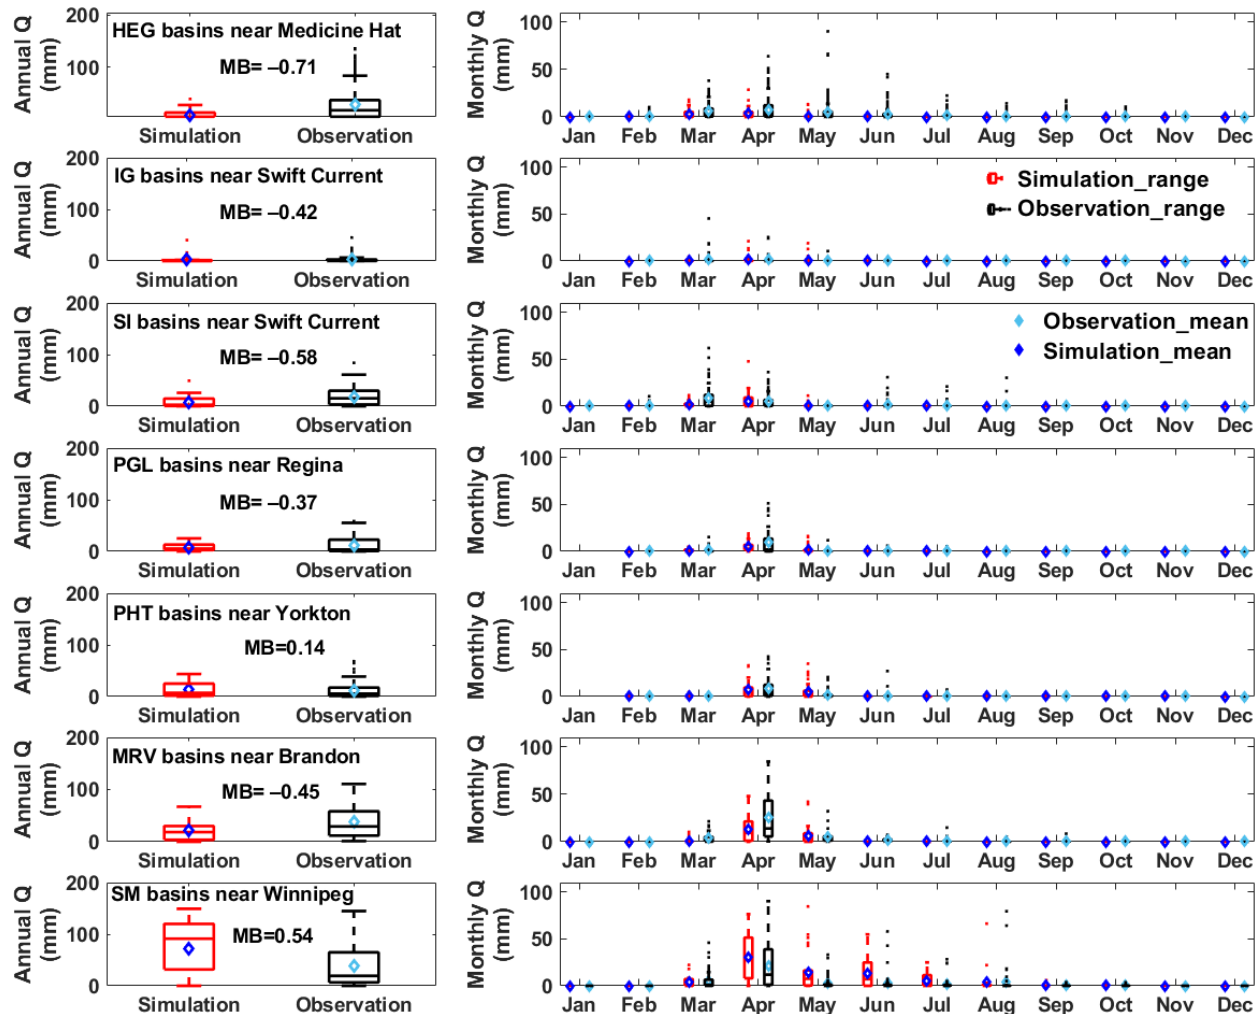 Annual Q
(mm)
200
100
HEG basins near Medicine Hat
MB= –0.71
Simulation
Observation
Monthly Q
(mm)
100
50
0
Jan Feb Mar Apr May Jun Jul Aug Sep Oct Nov Dec
Annual Q
(mm)
200
100
0
IG basins near Swift Current
MB= –0.42
Simulation
Observation
Monthly Q
(mm)
100
50
0
Simulation_range
Observation_range
Jan Feb Mar Apr May Jun Jul Aug Sep Oct Nov Dec
Annual Q
(mm)
200
100
0
SI basins near Swift Current
MB= –0.58
Simulation
Observation
Monthly Q
(mm)
100
50
0
Observation_mean
Simulation_mean
Jan Feb Mar Apr May Jun Jul Aug Sep Oct Nov Dec
Annual Q
(mm)
200
100
0
PGL basins near Regina
MB= –0.37
Simulation
Observation
Monthly Q
(mm)
100
50
0
Jan Feb Mar Apr May Jun Jul Aug Sep Oct Nov Dec
Annual Q
(mm)
200
100
0
PHT basins near Yorkton
MB=0.14
Simulation
Observation
Monthly Q
(mm)
100
50
0
Jan Feb Mar Apr May Jun Jul Aug Sep Oct Nov Dec
Annual Q
(mm)
200
100
0
MRV basins near Brandon
MB= –0.45
Simulation
Observation
Monthly Q
(mm)
100
50
0
Jan Feb Mar Apr May Jun Jul Aug Sep Oct Nov Dec
Annual Q
(mm)
200
100
0
SM basins near Winnipeg
MB=0.54
Simulation
Observation
Monthly Q
(mm)
100
50
0
Jan Feb Mar Apr May Jun Jul Aug Sep Oct Nov Dec